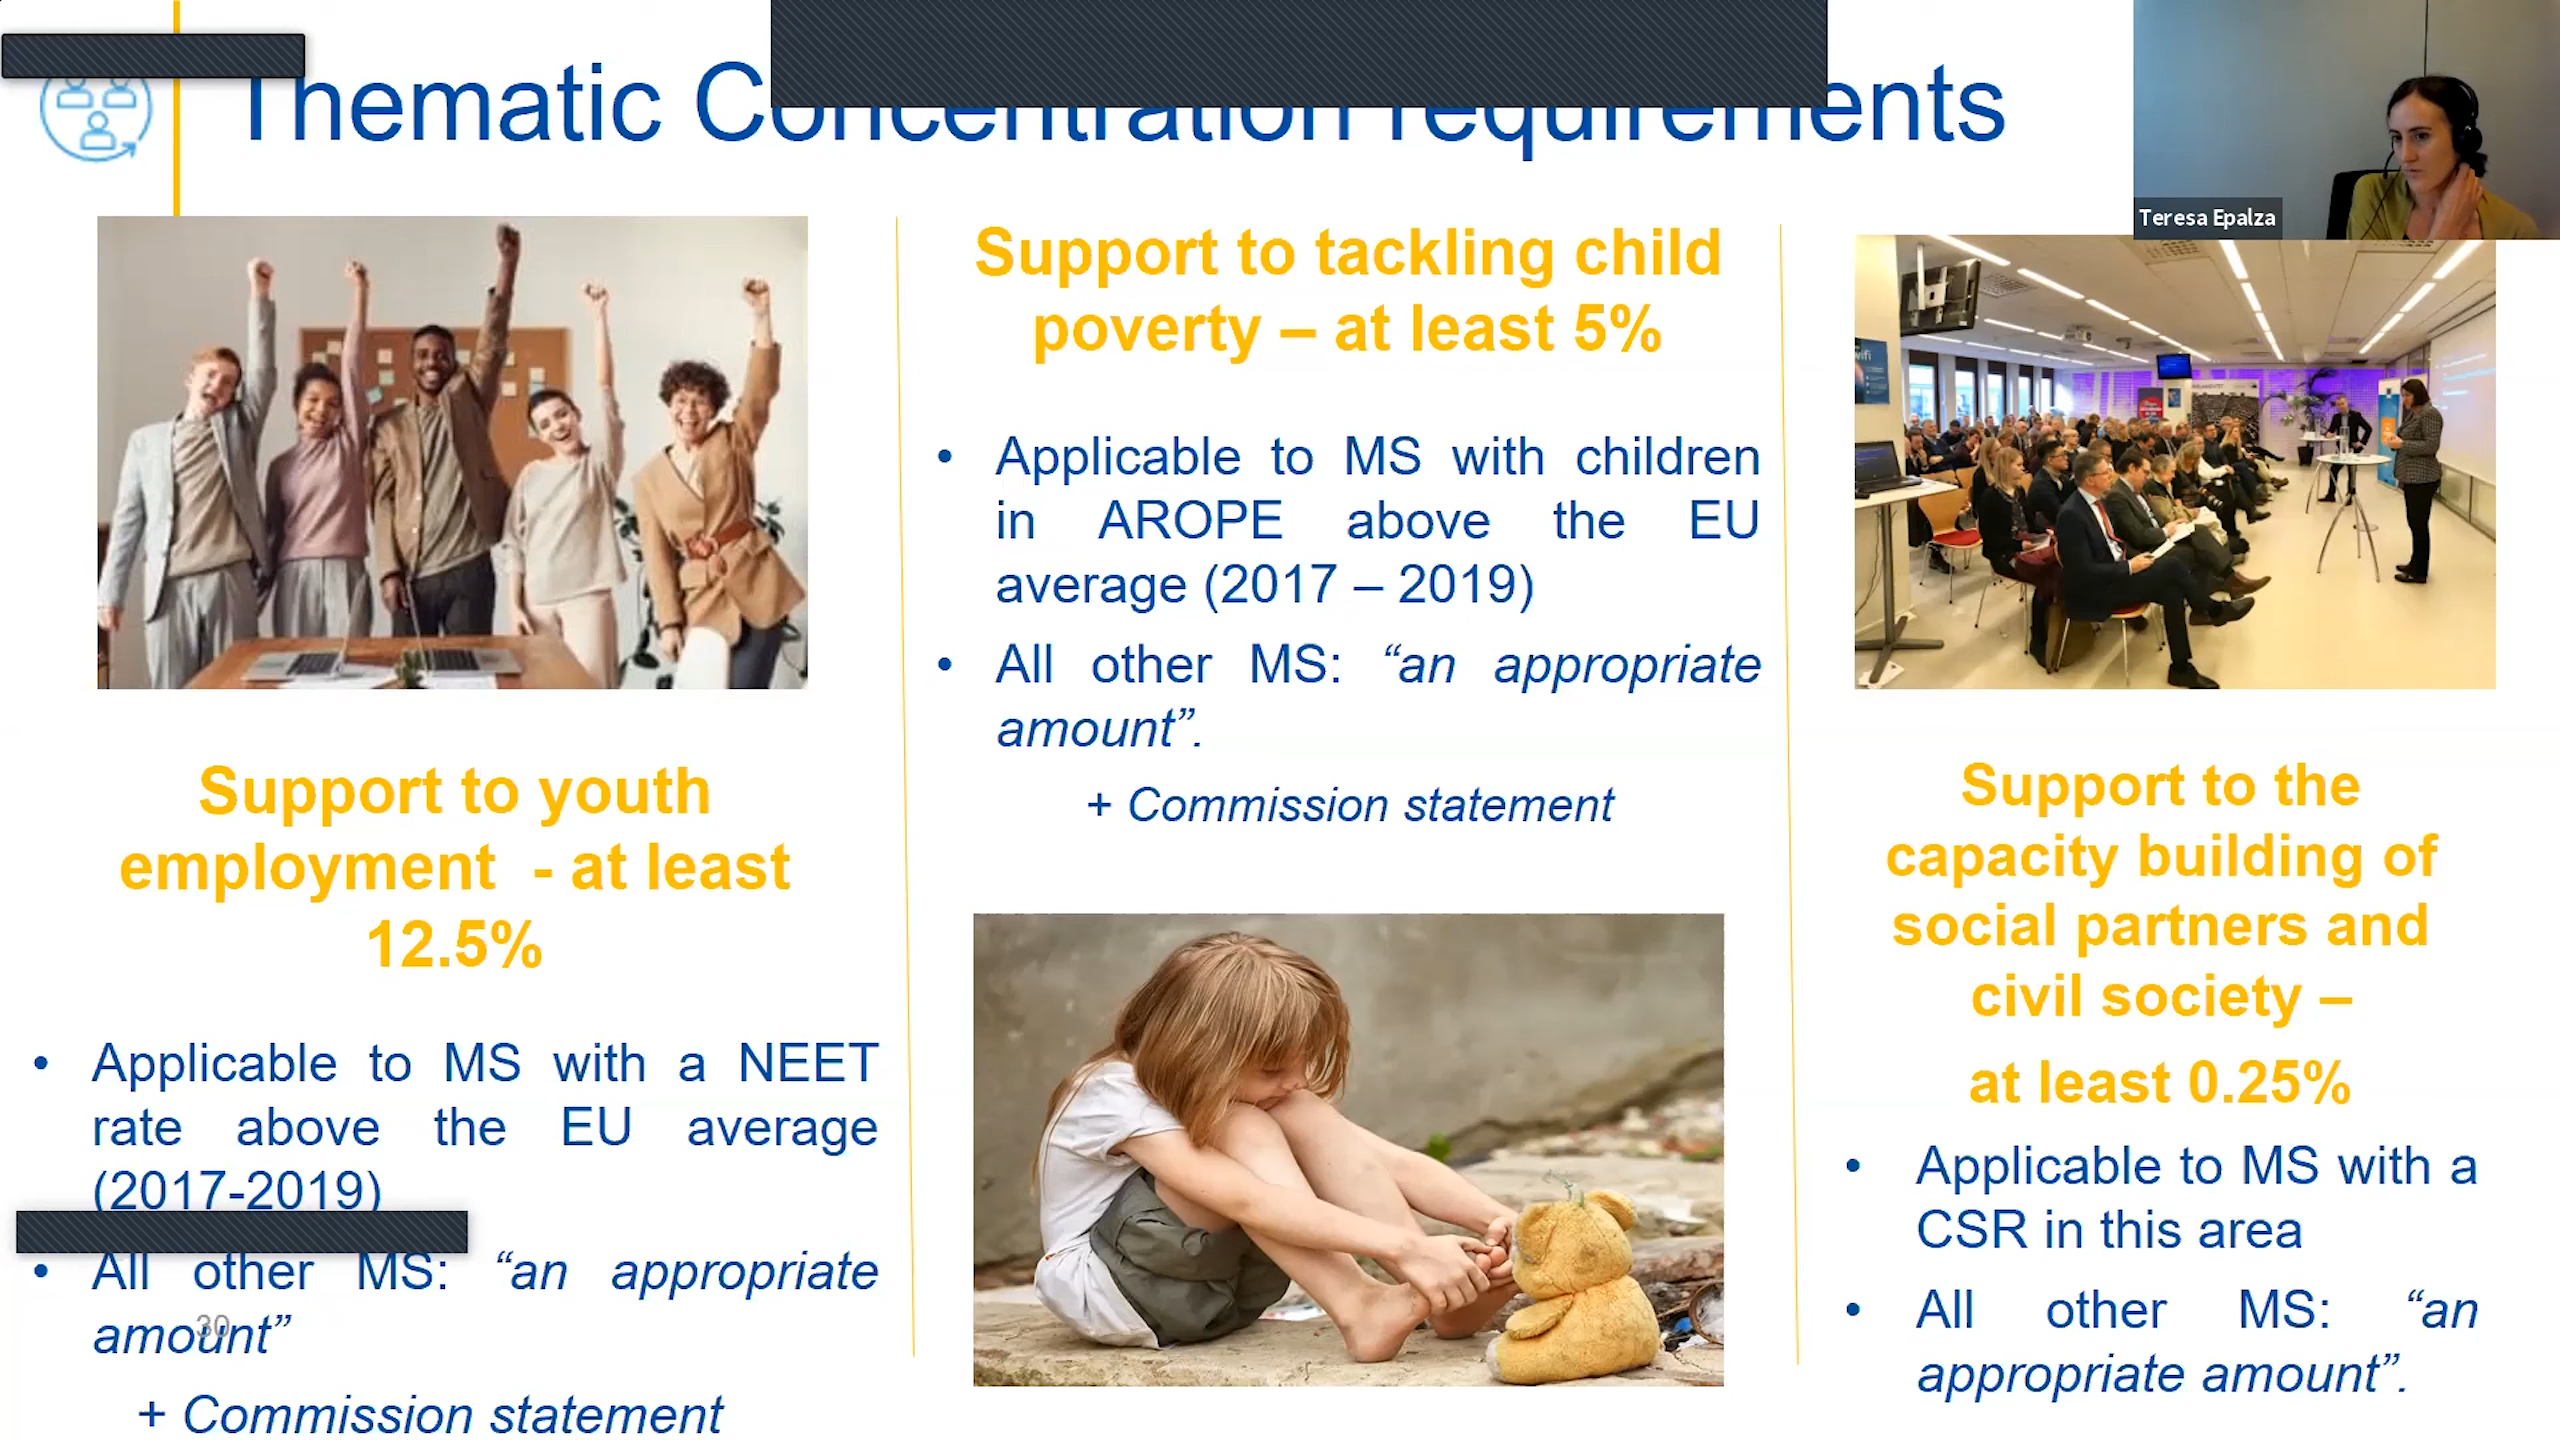 Thematic Concentration requirements
Teresa Epalza
Support to youth
employment - at least
12.5%
• Applicable to MS with a NEET
rate above the EU average
(2017-2019)
• All other MS: “an appropriate
amount”
30
+ Commission statement
Support to tackling child
poverty – at least 5%
• Applicable to MS with children
in AROPE above the EU
average (2017 – 2019)
• All other MS: “an appropriate
amount”.
+ Commission statement
wifi
Support to the
capacity building of
social partners and
civil society –
at least 0.25%
• Applicable to MS with a
CSR in this area
• All other MS: “an
appropriate amount”.